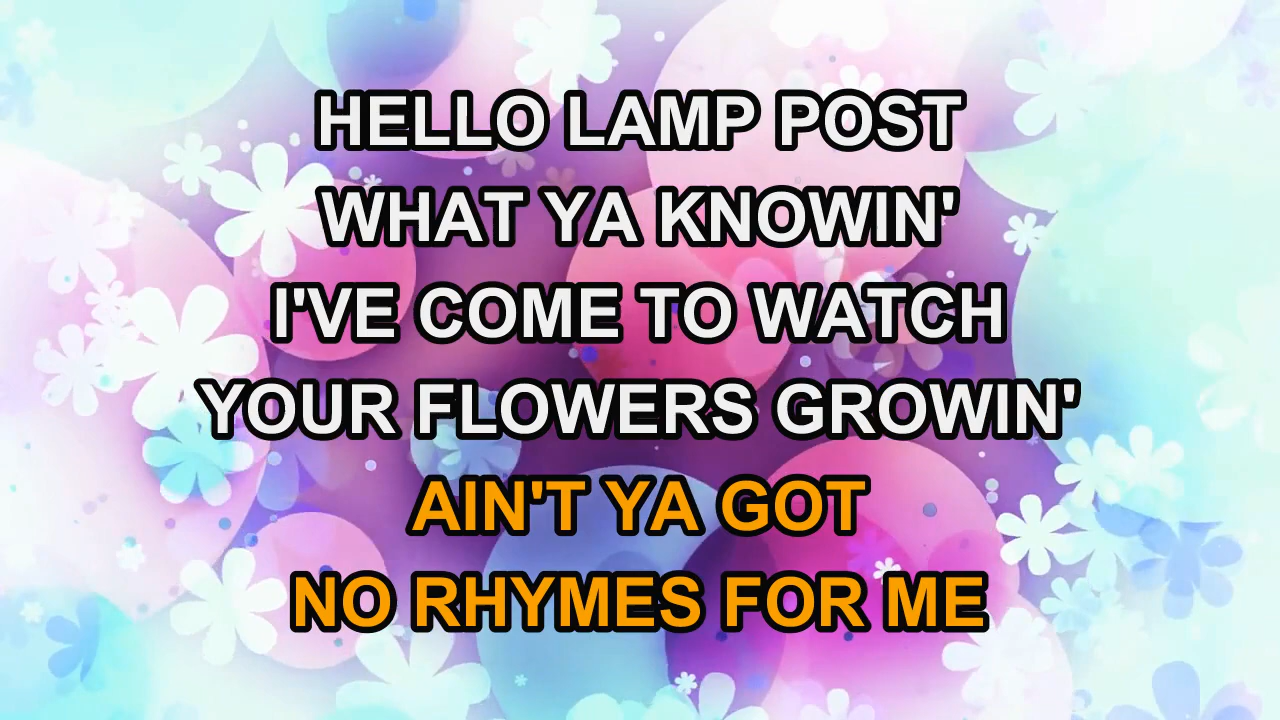 HELLO LAMP POST
WHAT YA KNOWIN'
I'VE COME TO WATCH
YOUR FLOWERS GROWIN'
AIN'T YA GOT
NO RHYMES FOR ME